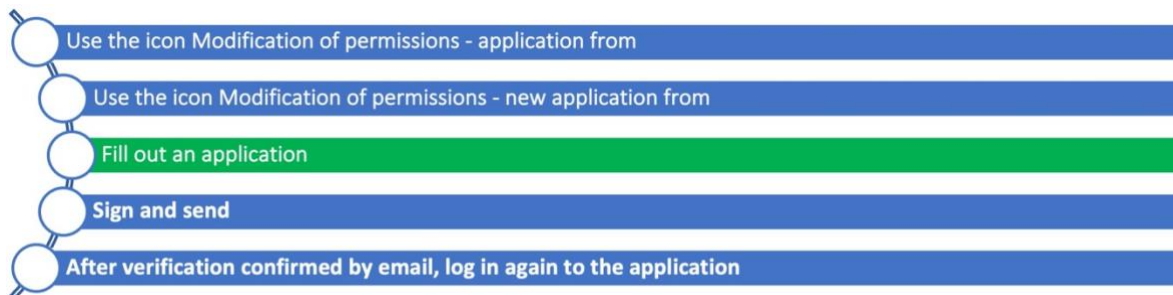 Use the icon Modification of permissions - application from
Use the icon Modification of permissions - new application from
Fill out an application
Sign and send
After verification confirmed by email, log in again to the application